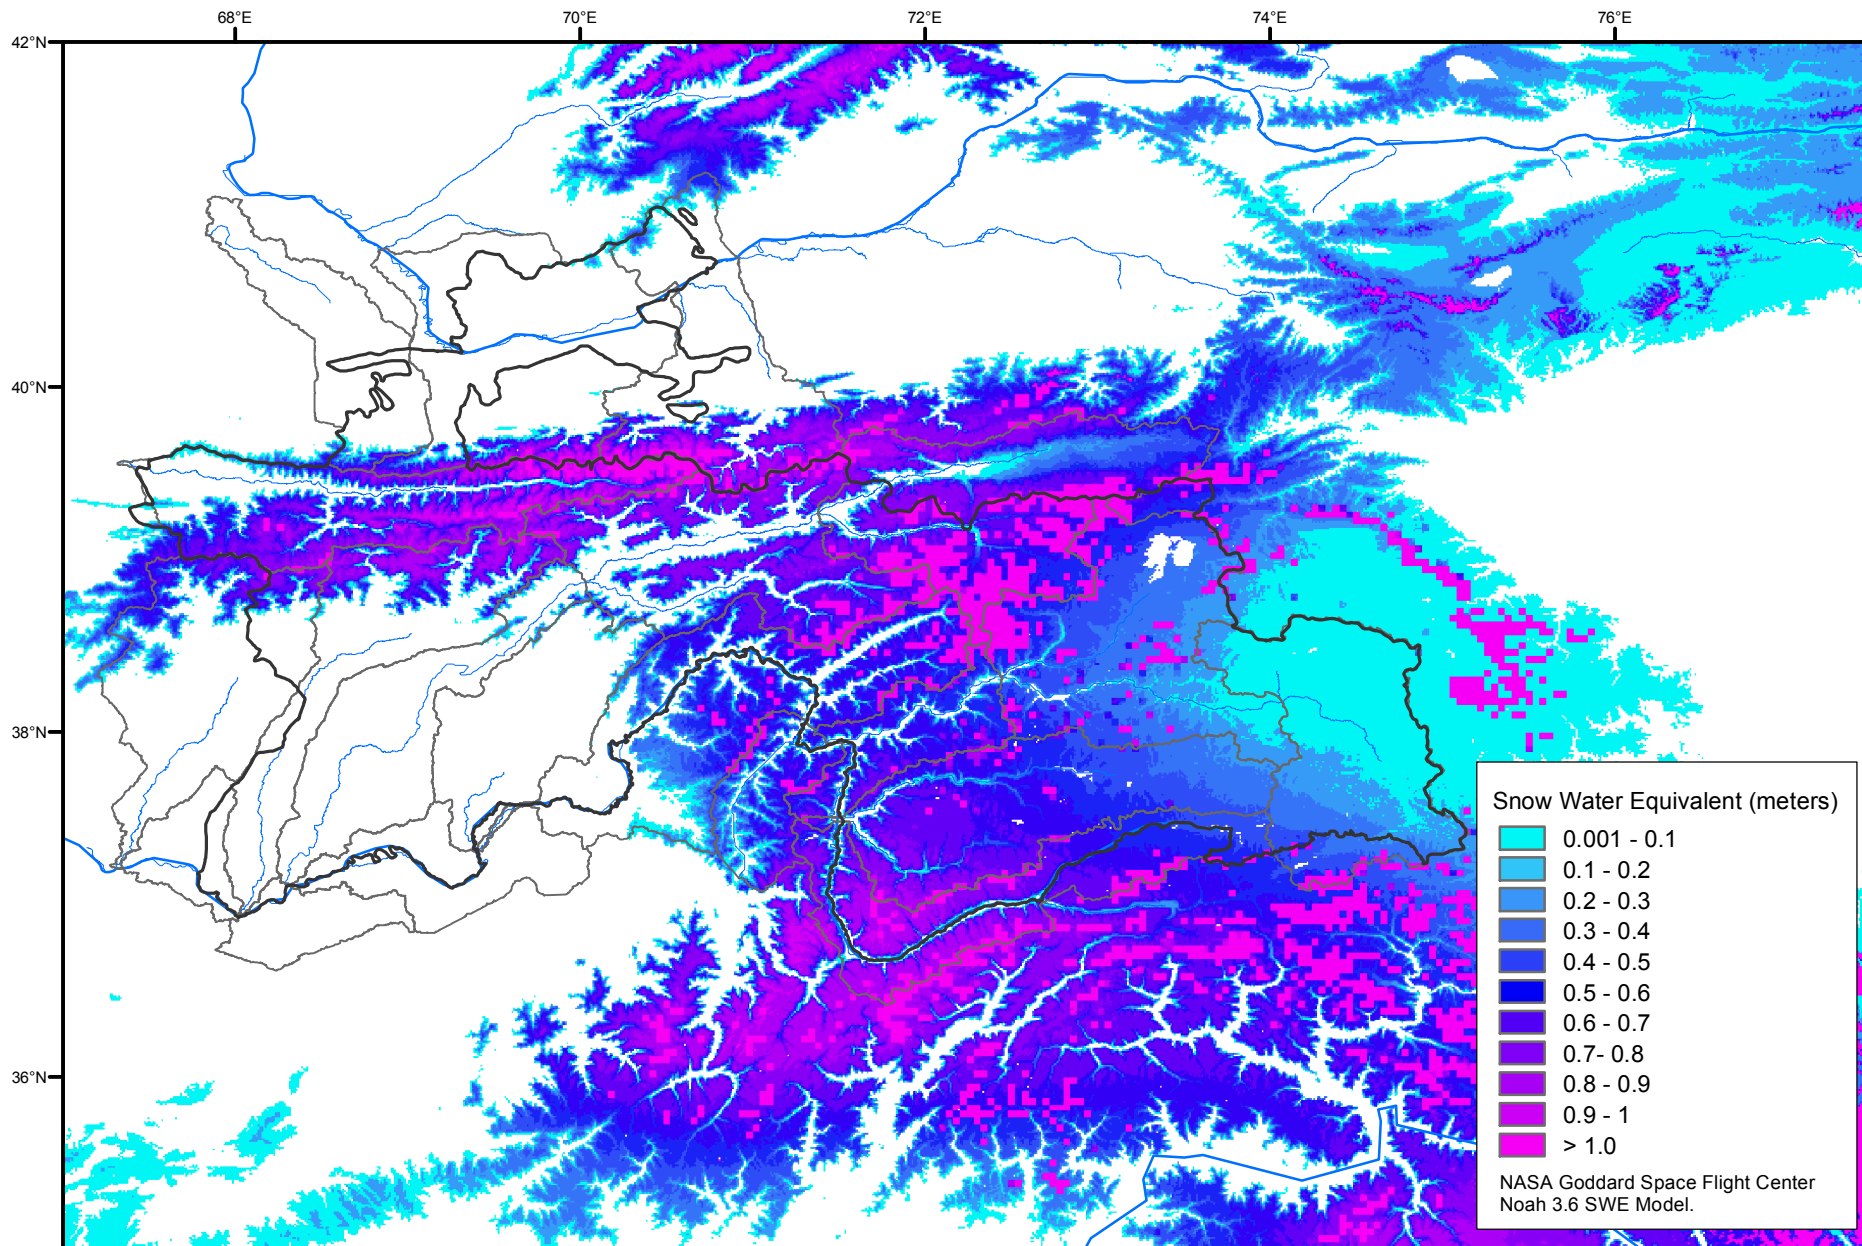 68°E
70°E
72°E
74°E
76°E
42°N
40°N
38°N
36°N
Snow Water Equivalent (meters)
0.001 - 0.1
0.1 - 0.2
0.2 - 0.3
0.3 - 0.4
0.4 - 0.5
0.5 - 0.6
0.6 - 0.7
0.7- 0.8
0.8 - 0.9
0.9 - 1
> 1.0
NASA Goddard Space Flight Center
Noah 3.6 SWE Model.